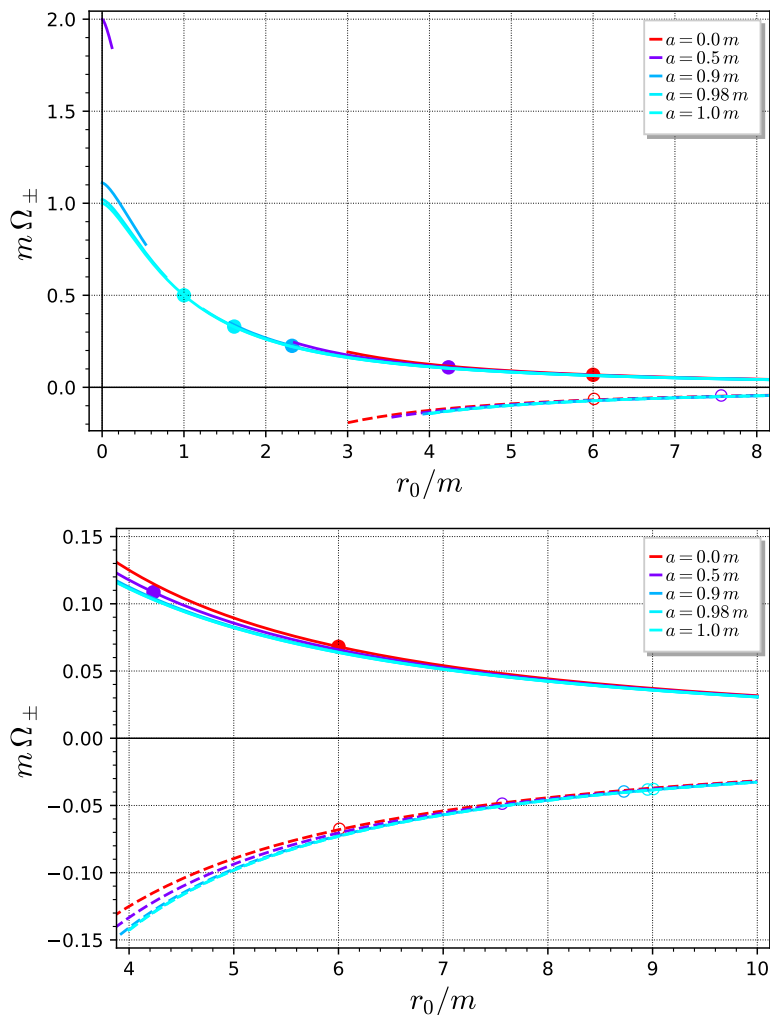 2.0
1.5
1.0
0.5
0.0
m Ω±
0 1 2 3 4 5 6 7 8
r₀/m
a = 0.0 m
a = 0.5 m
a = 0.9 m
a = 0.98 m
a = 1.0 m
0.15
0.10
0.05
0.00
−0.05
−0.10
−0.15
m Ω±
4 5 6 7 8 9 10
r₀/m
a = 0.0 m
a = 0.5 m
a = 0.9 m
a = 0.98 m
a = 1.0 m